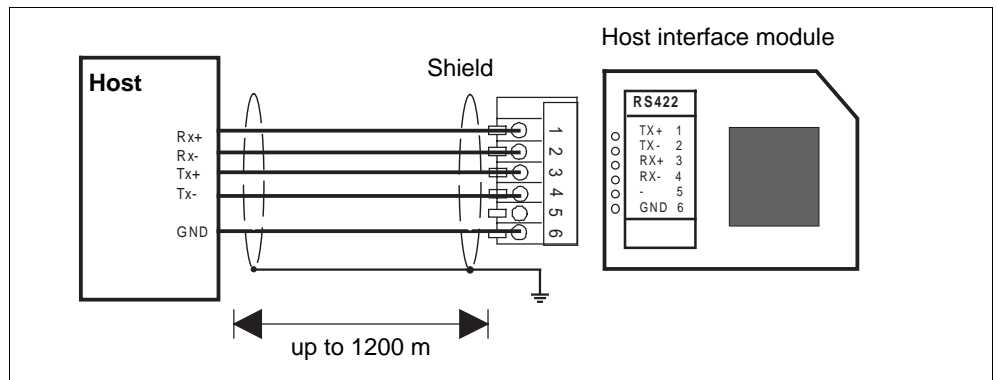 Host interface module
Shield
Host
Rx+
Rx-
Tx+
Tx-
GND
1
2
3
4
5
6
RS422
TX+ 1
TX- 2
RX+ 3
RX- 4
- 5
GND 6
up to 1200 m